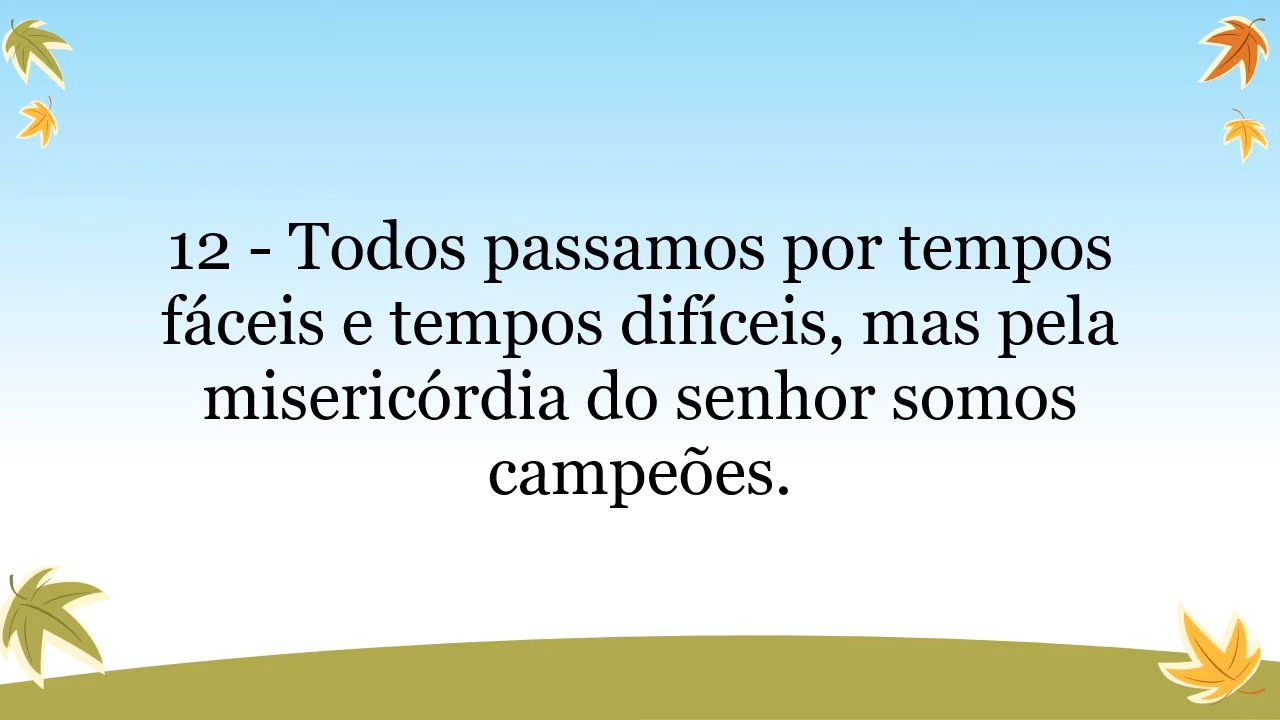 12 - Todos passamos por tempos
fáceis e tempos difíceis, mas pela
misericórdia do senhor somos
campeões.